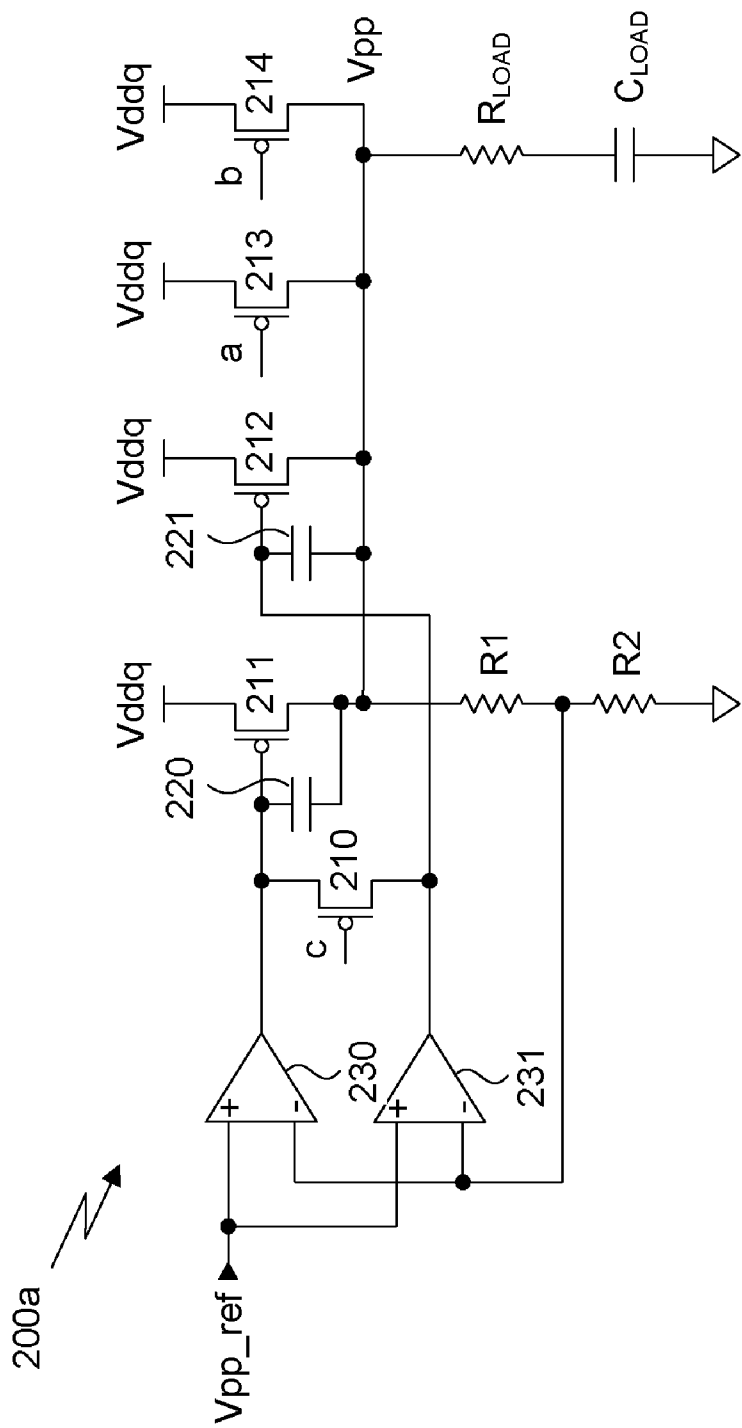 200a
Vpp_ref
+
-
230
+
-
231
c
210
220
Vddq
211
221
Vddq
212
Vddq
a
213
Vddq
b
214
Vpp
R1
R2
RLOAD
CLOAD